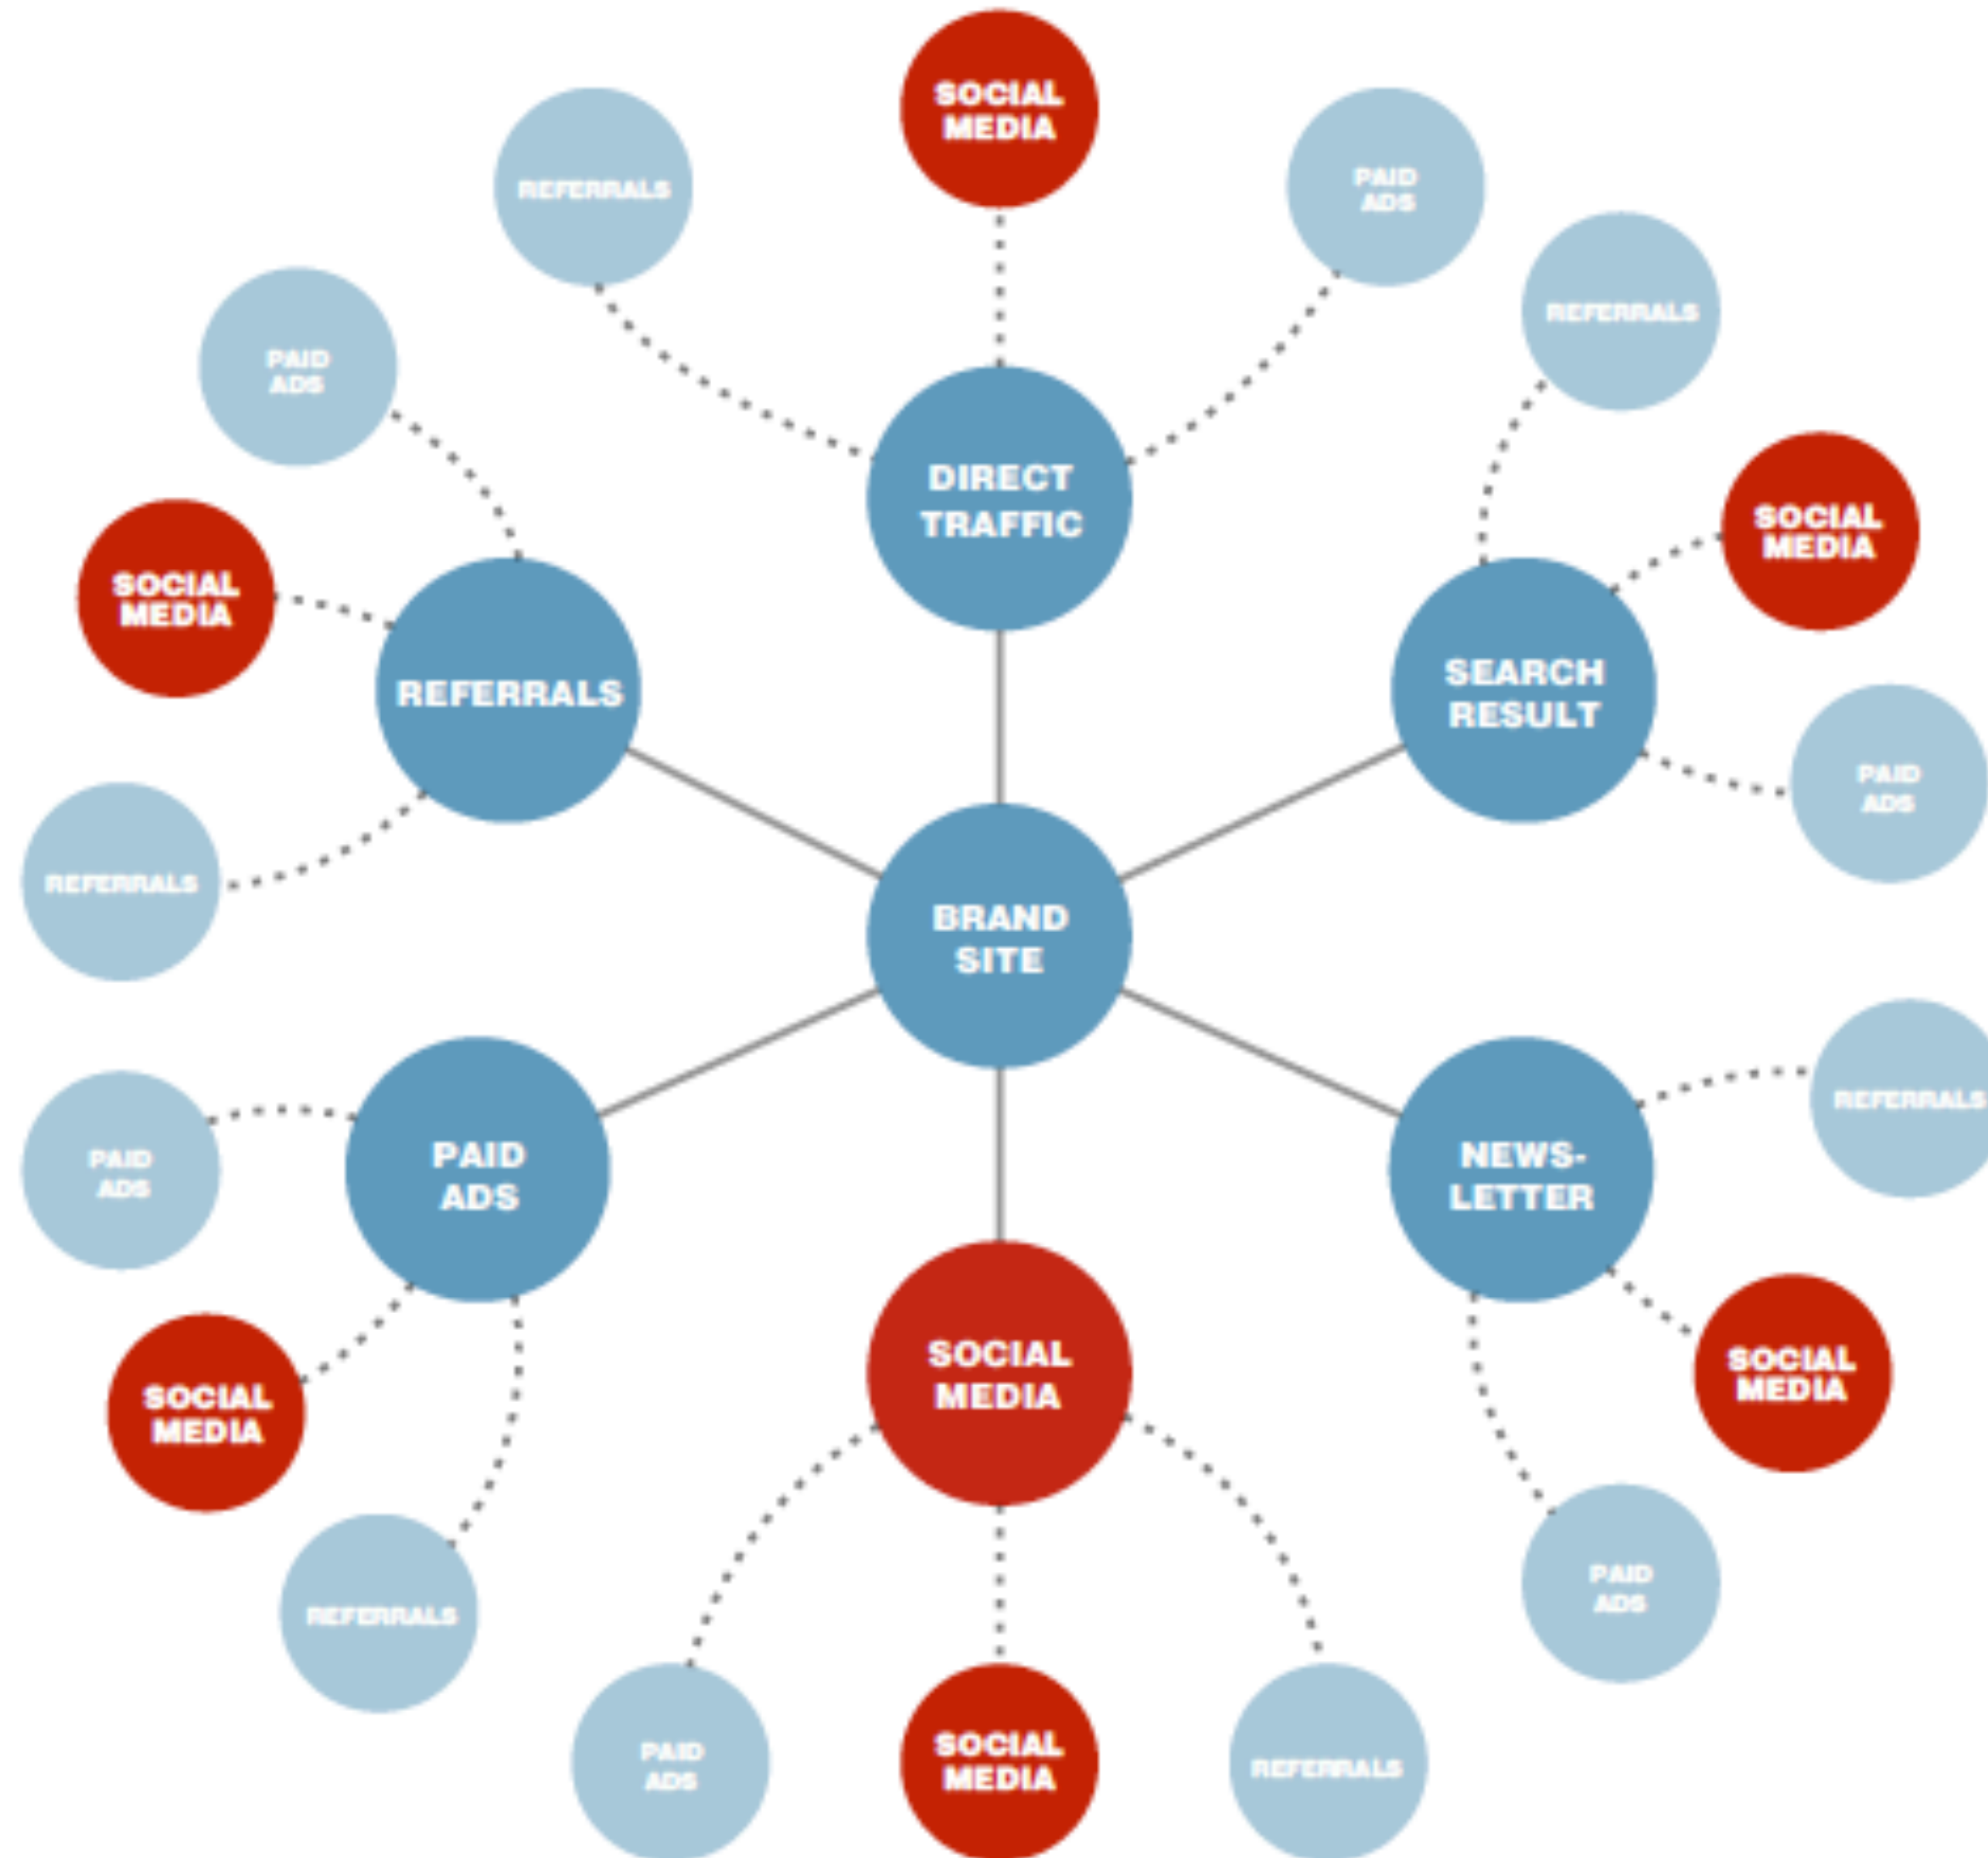 SOCIAL
MEDIA
REFERRALS
PAID
ADS
REFERRALS
PAID
ADS
DIRECT
TRAFFIC
SOCIAL
MEDIA
SOCIAL
MEDIA
REFERRALS
SEARCH
RESULT
PAID
ADS
REFERRALS
BRAND
SITE
REFERRALS
PAID
ADS
PAID
ADS
NEWS-
LETTER
SOCIAL
MEDIA
SOCIAL
MEDIA
SOCIAL
MEDIA
REFERRALS
PAID
ADS
PAID
ADS
SOCIAL
MEDIA
REFERRALS